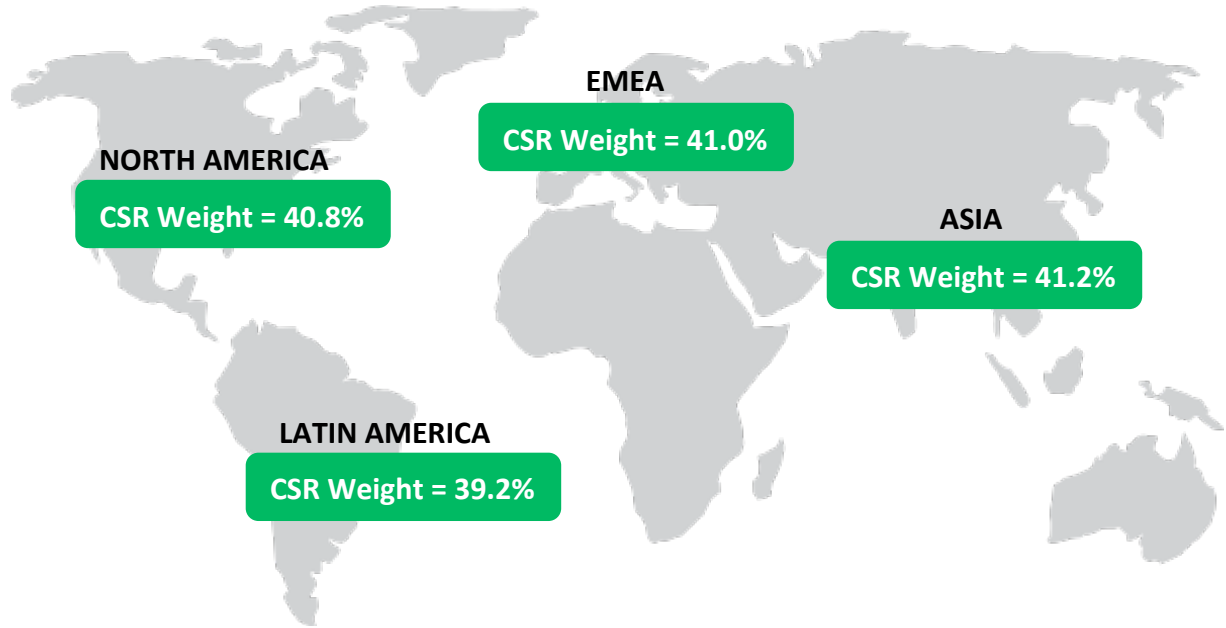 EMEA
CSR Weight = 41.0%
NORTH AMERICA
CSR Weight = 40.8%
ASIA
CSR Weight = 41.2%
LATIN AMERICA
CSR Weight = 39.2%